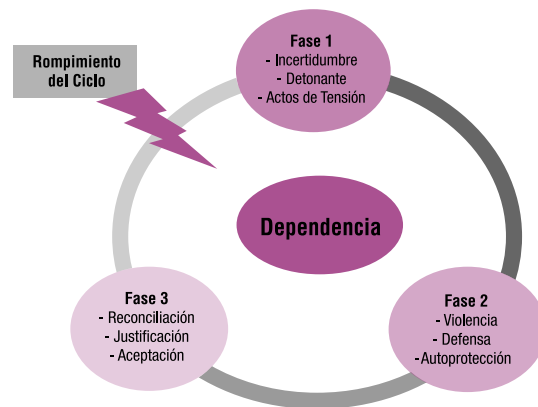 Rompimiento
del Ciclo
Fase 1
- Incertidumbre
- Detonante
- Actos de Tensión
Dependencia
Fase 3
- Reconciliación
- Justificación
- Aceptación
Fase 2
- Violencia
- Defensa
-Autoprotección